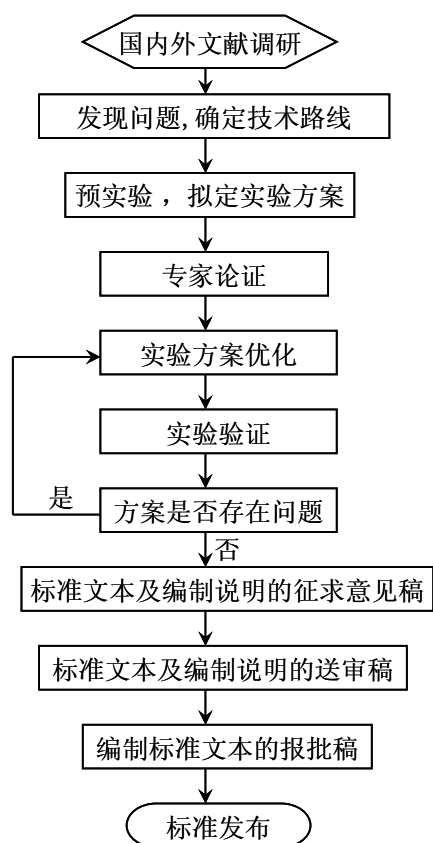 国内外文献调研
发现问题,确定技术路线
预实验，拟定实验方案
专家论证
实验方案优化
实验验证
是
方案是否存在问题
否
标准文本及编制说明的征求意见稿
标准文本及编制说明的送审稿
编制标准文本的报批稿
标准发布